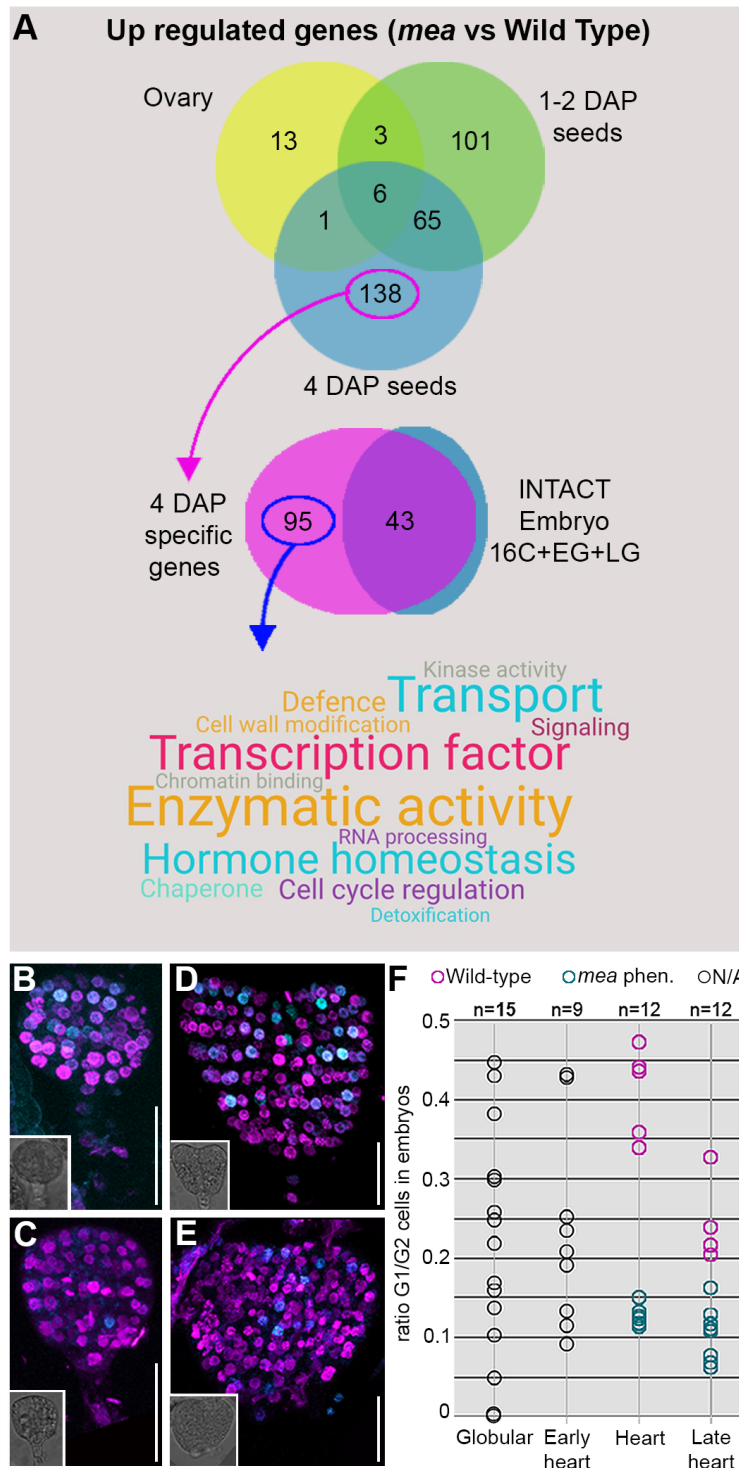 A
Up regulated genes (mea vs Wild Type)
Ovary
1-2 DAP
seeds
13
3
101
6
1
65
138
4 DAP seeds
4 DAP
specific
genes
95
43
INTACT
Embryo
16C+EG+LG
Kinase activity
Defence
Transport
Cell wall modification
Signaling
Transcription factor
Chromatin binding
Enzymatic activity
RNA processing
Hormone homeostasis
Chaperone
Cell cycle regulation
Detoxification
B
D
C
E
F
Wild-type
mea phen.
N/A
n=15
n=9
n=12
n=12
ratio G1/G2 cells in embryos
0.5
0.4
0.3
0.2
0.1
0
Globular
Early
heart
Heart
Late
heart